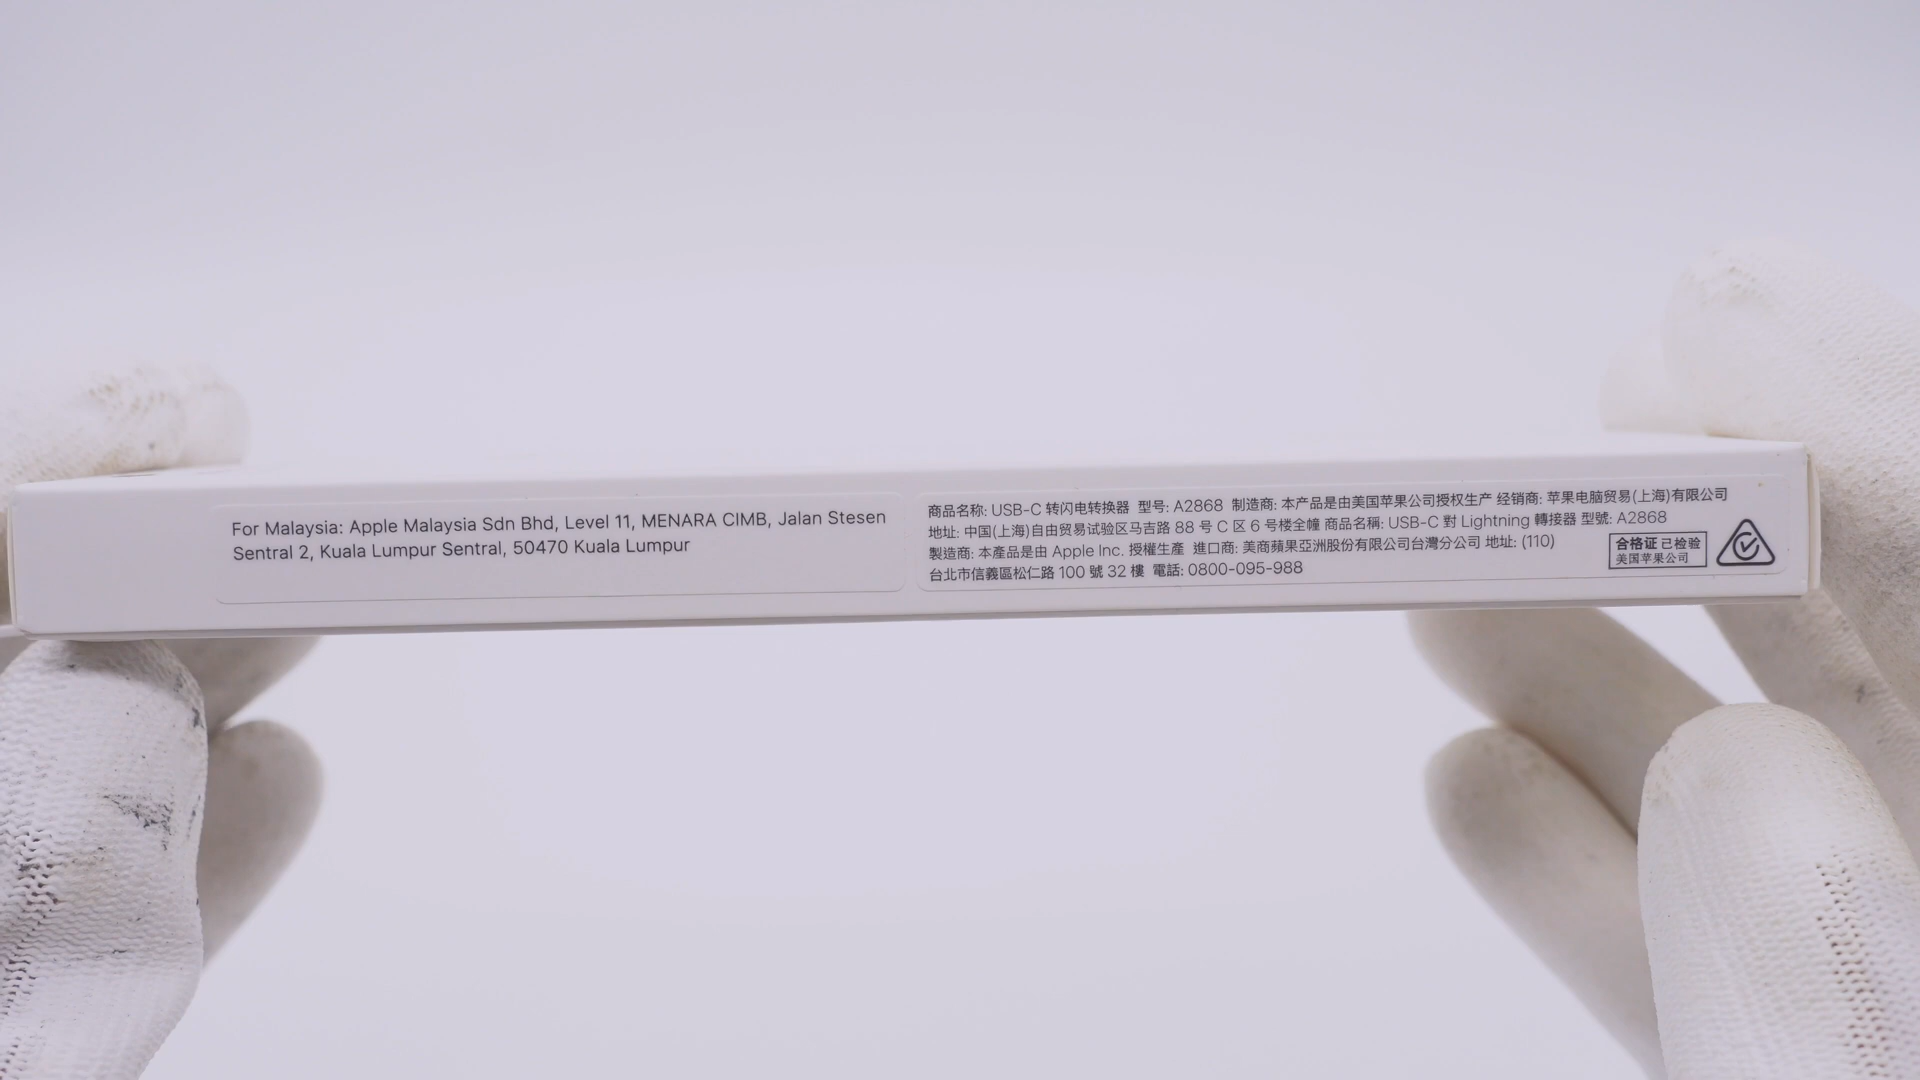 For Malaysia: Apple Malaysia Sdn Bhd, Level 11, MENARA CIMB, Jalan Stesen
Sentral 2, Kuala Lumpur Sentral, 50470 Kuala Lumpur
商品名称: USB-C 转闪电转换器 型号: A2868 制造商: 本产品是由美国苹果公司授权生产 经销商: 苹果电脑贸易(上海)有限公司
地址: 中国(上海)自由贸易试验区马吉路 88 号 C 区 6 号楼全幢 商品名稱: USB-C 對 Lightning 轉接器 型號: A2868
製造商: 本產品是由 Apple Inc. 授權生產 進口商: 美商蘋果亞洲股份有限公司台灣分公司 地址: (110)
台北市信義區松仁路 100 號 32 樓 電話: 0800-095-988
合格证 已检验
美国苹果公司